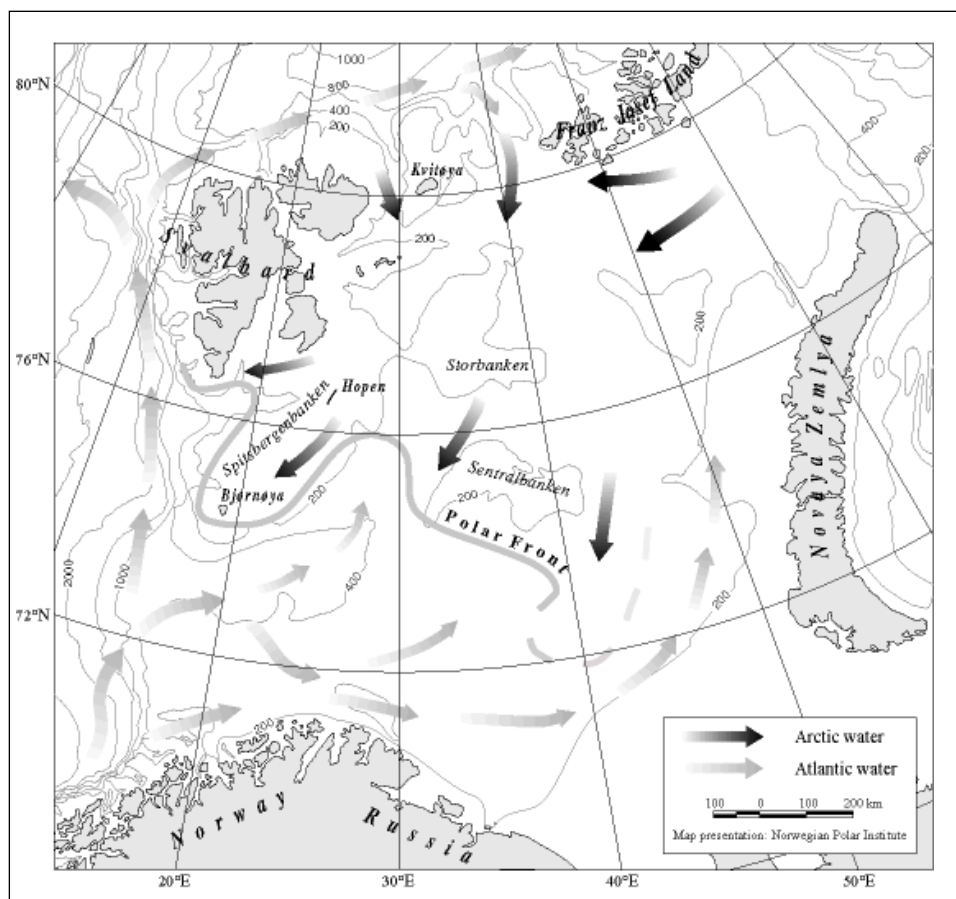 1000
800
400
200
80°N
Franz Josef Land
400
200
Kvitøya
200
Svalbard
200
76°N
Storbanken
Hopen
Spitsbergenbanken
Novaya Zemlya
Sentralbanken
Bjørnøya
200
200
Polar Front
2000
1000
400
200
72°N
200
Norway
Russia
Arctic water
Atlantic water
100 0 100 200 km
Map presentation: Norwegian Polar Institute
20°E 30°E 40°E 50°E